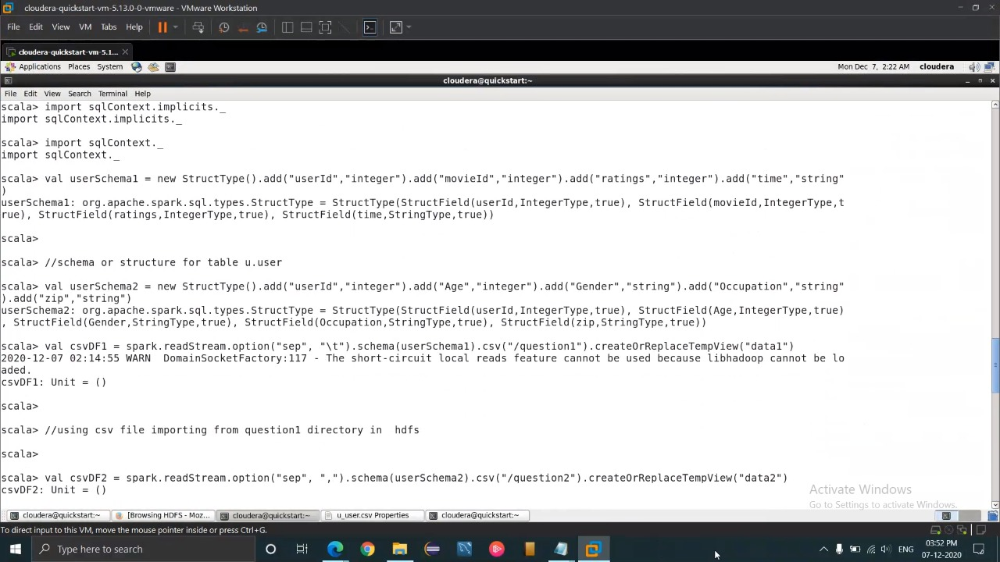 cloudera-quickstart-vm-5.13.0-0-vmware - VMware Workstation
File Edit View VM Tabs Help
cloudera-quickstart-vm-5.1...
Applications Places System Mon Dec 7, 2:22 AM cloudera
cloudera@quickstart:~
File Edit View Search Terminal Help
scala> import sqlContext.implicits._
import sqlContext.implicits._
scala> import sqlContext._
import sqlContext._
scala> val userSchema1 = new StructType().add("userId","integer").add("movieId","integer").add("ratings","integer").add("time","string"
)
userSchema1: org.apache.spark.sql.types.StructType = StructType(StructField(userId,IntegerType,true), StructField(movieId,IntegerType,t
rue), StructField(ratings,IntegerType,true), StructField(time,StringType,true))
scala>
scala> //schema or structure for table u.user
scala> val userSchema2 = new StructType().add("userId","integer").add("Age","integer").add("Gender","string").add("Occupation","string"
).add("zip","string")
userSchema2: org.apache.spark.sql.types.StructType = StructType(StructField(userId,IntegerType,true), StructField(Age,IntegerType,true)
, StructField(Gender,StringType,true), StructField(Occupation,StringType,true), StructField(zip,StringType,true))
scala> val csvDF1 = spark.readStream.option("sep", "\t").schema(userSchema1).csv("/question1").createOrReplaceTempView("data1")
2020-12-07 02:14:55 WARN  DomainSocketFactory:117 - The short-circuit local reads feature cannot be used because libhadoop cannot be lo
aded.
csvDF1: Unit = ()
scala>
scala> //using csv file importing from question1 directory in  hdfs
scala>
scala> val csvDF2 = spark.readStream.option("sep", ",").schema(userSchema2).csv("/question2").createOrReplaceTempView("data2")
csvDF2: Unit = ()
Activate Windows
Go to Settings to activate Windows.
cloudera@quickstart:~ [Browsing HDFS - Moz... cloudera@quickstart:~ u_user.csv Properties cloudera@quickstart:~
To direct input to this VM, move the mouse pointer inside or press Ctrl+G.
Type here to search ENG 03:52 PM
07-12-2020